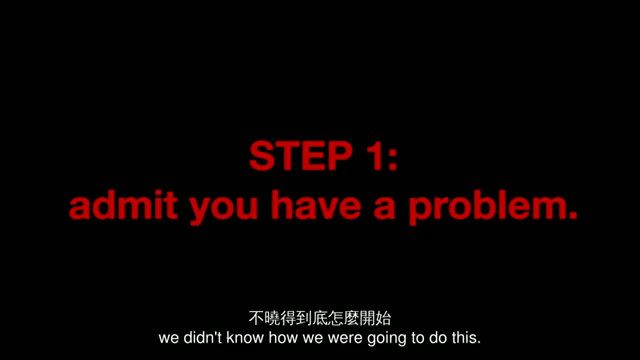 STEP 1:
admit you have a problem.
不曉得到底怎麼開始
we didn't know how we were going to do this.